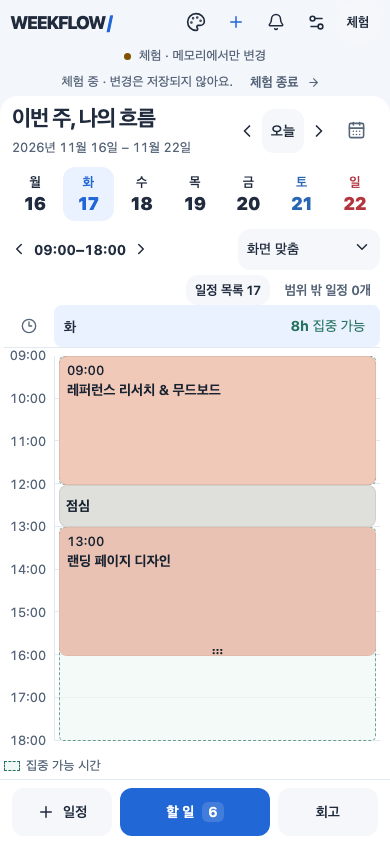 WEEKFLOW/
체험
체험 · 메모리에서만 변경
체험 중 · 변경은 저장되지 않아요. 체험 종료 →
이번 주, 나의 흐름
2026년 11월 16일 – 11월 22일
오늘
월 화 수 목 금 토 일
16 17 18 19 20 21 22
09:00–18:00
화면 맞춤
일정 목록 17 범위 밖 일정 0개
화 8h 집중 가능
09:00
09:00
레퍼런스 리서치 & 무드보드
10:00
11:00
12:00
점심
13:00
13:00
랜딩 페이지 디자인
14:00
15:00
16:00
17:00
18:00
집중 가능 시간
+ 일정 할 일 6 회고